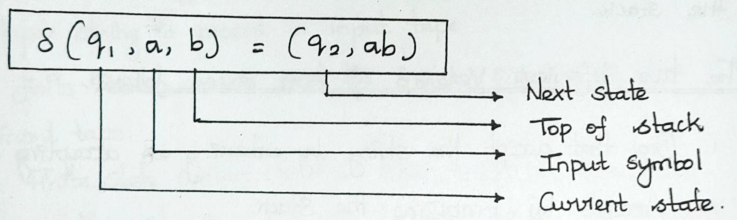 δ(q₁, a, b) = (q₂, ab)
Next state
Top of stack
Input symbol
Current state.